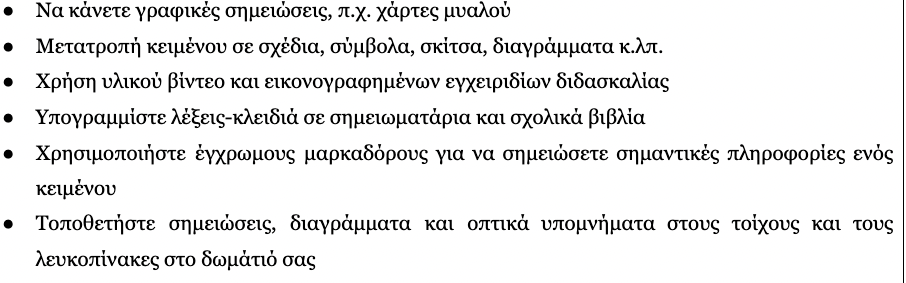 ● Να κάνετε γραφικές σημειώσεις, π.χ. χάρτες μυαλού
● Μετατροπή κειμένου σε σχέδια, σύμβολα, σκίτσα, διαγράμματα κ.λπ.
● Χρήση υλικού βίντεο και εικονογραφημένων εγχειριδίων διδασκαλίας
● Υπογραμμίστε λέξεις-κλειδιά σε σημειωματάρια και σχολικά βιβλία
● Χρησιμοποιήστε έγχρωμους μαρκαδόρους για να σημειώσετε σημαντικές πληροφορίες ενός
κειμένου
● Τοποθετήστε σημειώσεις, διαγράμματα και οπτικά υπομνήματα στους τοίχους και τους
λευκοπίνακες στο δωμάτιό σας